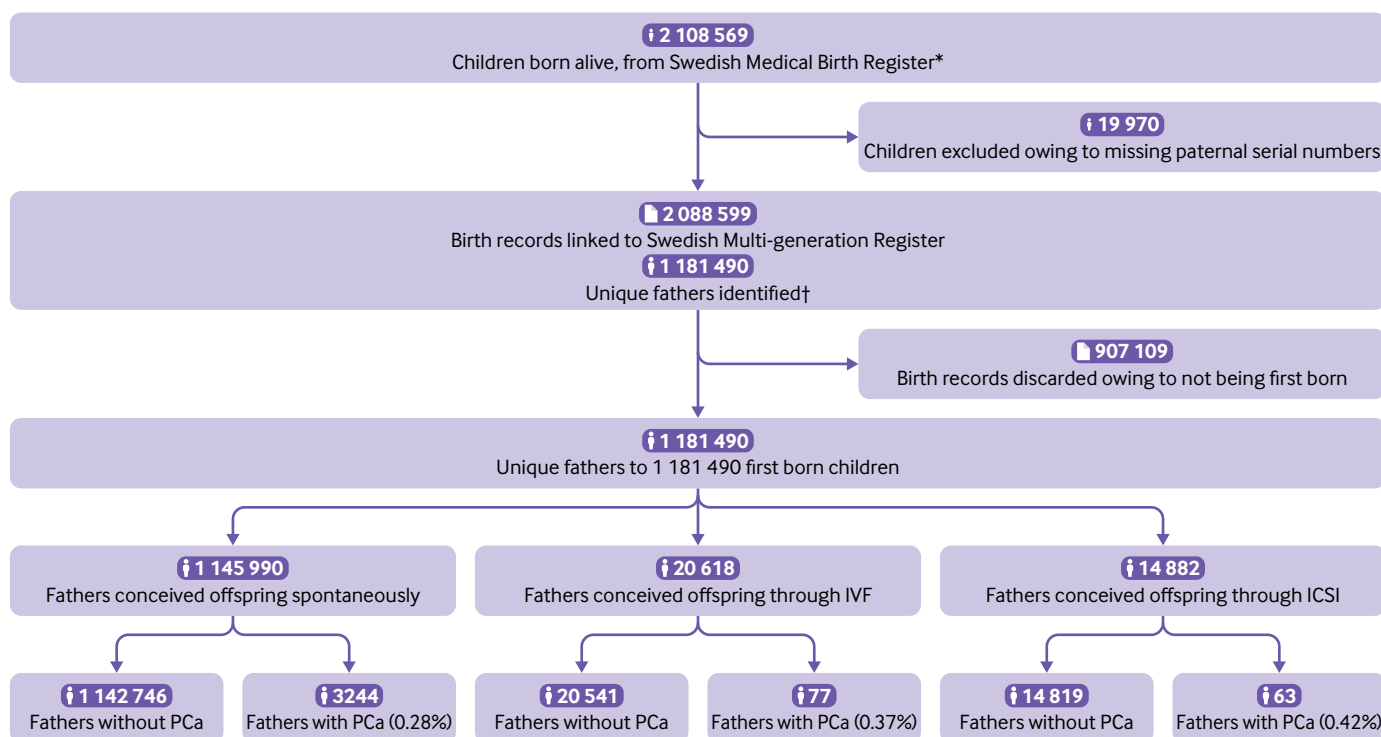 2 108 569
Children born alive, from Swedish Medical Birth Register*
19 970
Children excluded owing to missing paternal serial numbers
2 088 599
Birth records linked to Swedish Multi-generation Register
1 181 490
Unique fathers identified†
907 109
Birth records discarded owing to not being first born
1 181 490
Unique fathers to 1 181 490 first born children
1 145 990
Fathers conceived offspring spontaneously
20 618
Fathers conceived offspring through IVF
14 882
Fathers conceived offspring through ICSI
1 142 746
Fathers without PCa
3244
Fathers with PCa (0.28%)
20 541
Fathers without PCa
77
Fathers with PCa (0.37%)
14 819
Fathers without PCa
63
Fathers with PCa (0.42%)